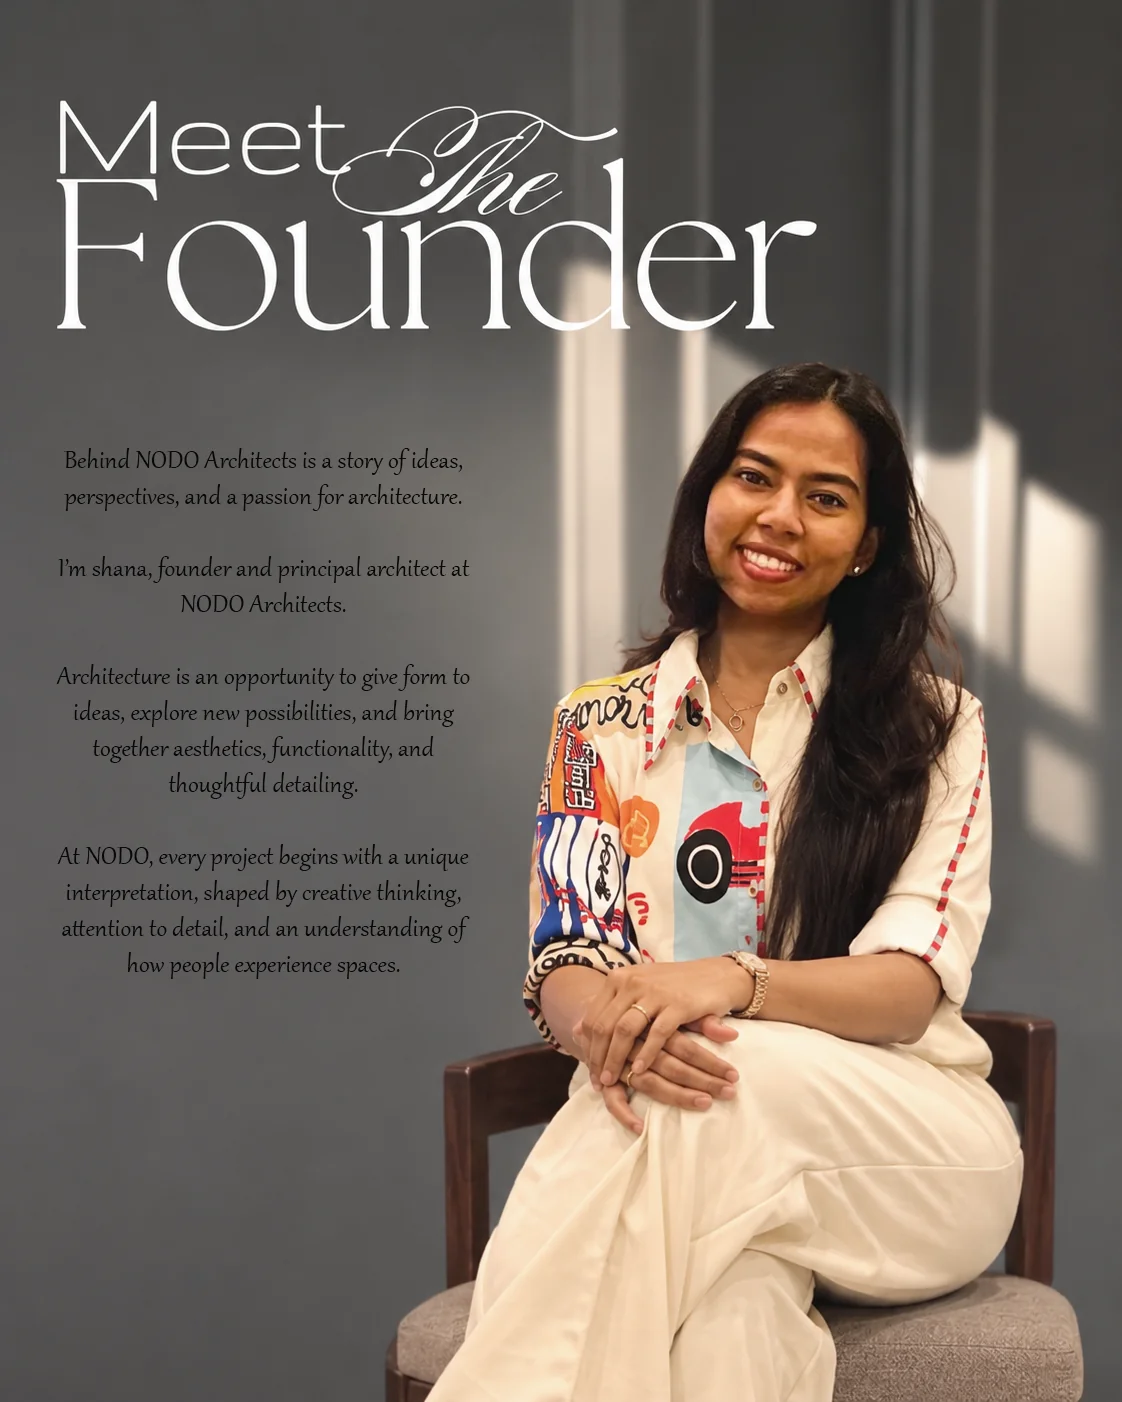 Meet The
Founder
Behind NODO Architects is a story of ideas,
perspectives, and a passion for architecture.
I'm shana, founder and principal architect at
NODO Architects.
Architecture is an opportunity to give form to
ideas, explore new possibilities, and bring
together aesthetics, functionality, and
thoughtful detailing.
At NODO, every project begins with a unique
interpretation, shaped by creative thinking,
attention to detail, and an understanding of
how people experience spaces.